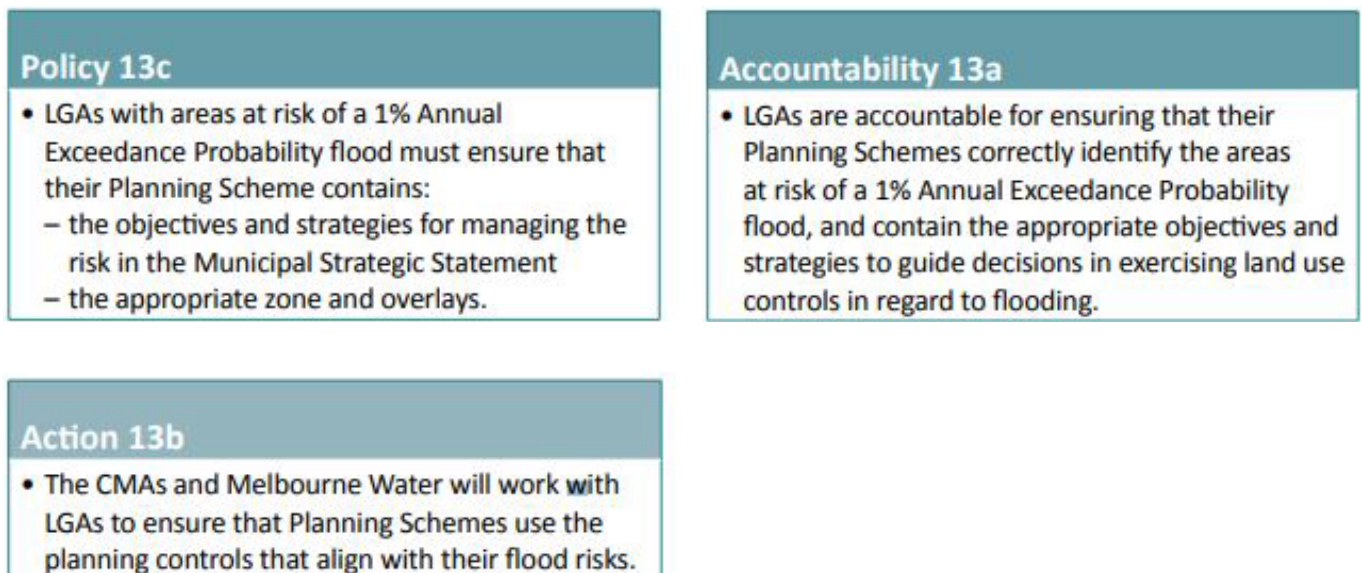 Policy 13c
• LGAs with areas at risk of a 1% Annual
Exceedance Probability flood must ensure that
their Planning Scheme contains:
– the objectives and strategies for managing the
risk in the Municipal Strategic Statement
– the appropriate zone and overlays.
Accountability 13a
• LGAs are accountable for ensuring that their
Planning Schemes correctly identify the areas
at risk of a 1% Annual Exceedance Probability
flood, and contain the appropriate objectives and
strategies to guide decisions in exercising land use
controls in regard to flooding.
Action 13b
• The CMAs and Melbourne Water will work with
LGAs to ensure that Planning Schemes use the
planning controls that align with their flood risks.